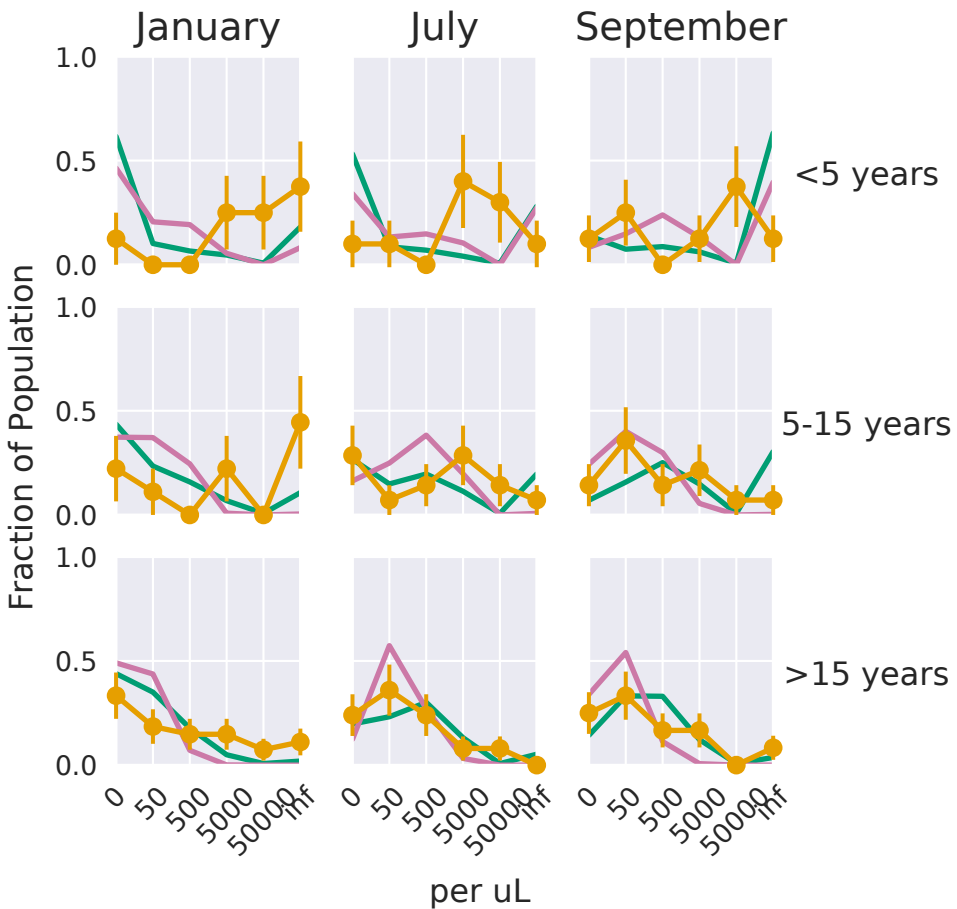 January July September
1.0
0.5
0.0
<5 years
Fraction of Population
1.0
0.5
0.0
5-15 years
1.0
0.5
0.0
>15 years
0 50 500 5000 50000 inf 0 50 500 5000 50000 inf 0 50 500 5000 50000 inf
per uL